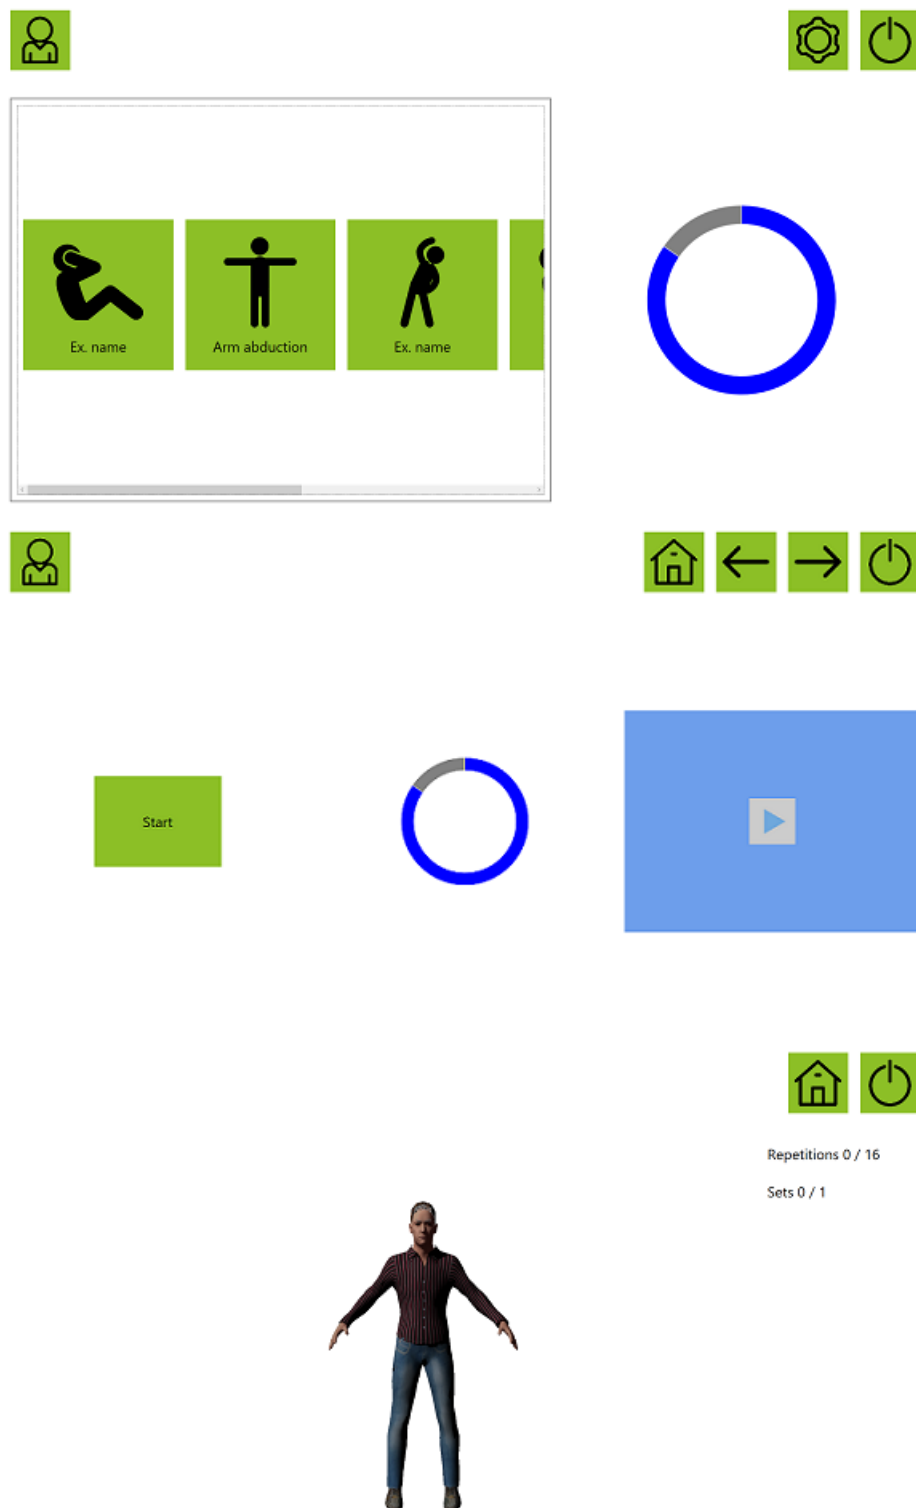 Ex. name
Arm abduction
Ex. name
Start
Repetitions 0 / 16
Sets 0 / 1